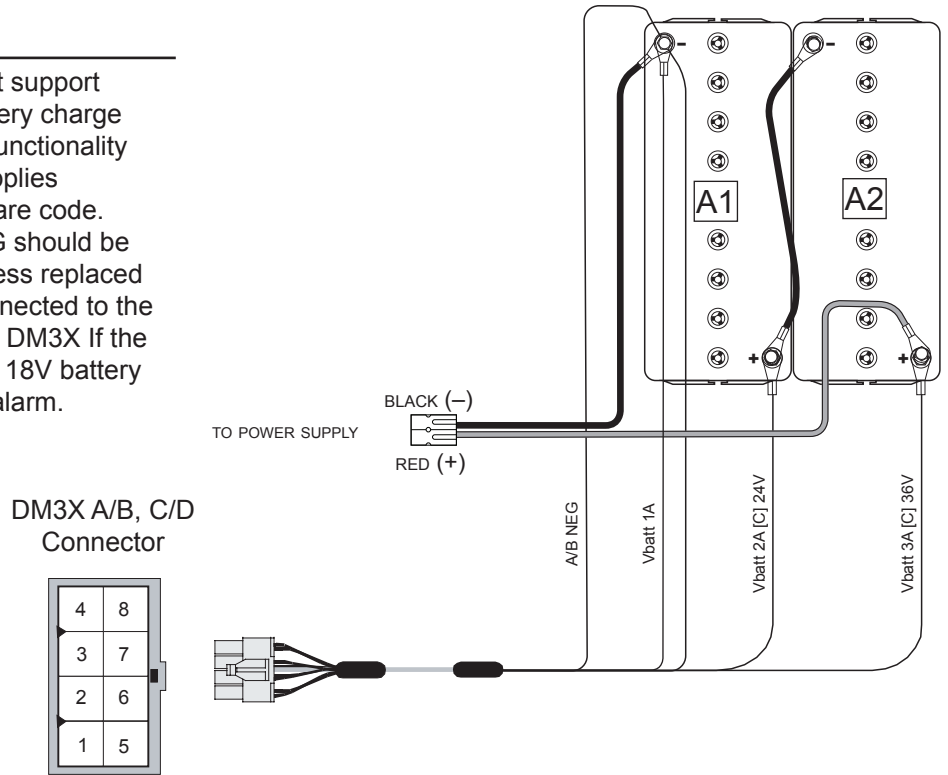 t support
ery charge
unctionality
pplies
are code.
G should be
ess replaced
nnected to the
DM3X If the
18V battery
alarm.
- -
A1 A2
+ +
BLACK (–)
TO POWER SUPPLY
RED (+)
A/B NEG
Vbatt 1A
Vbatt 2A [C] 24V
Vbatt 3A [C] 36V
DM3X A/B, C/D
Connector
4 8
3 7
2 6
1 5